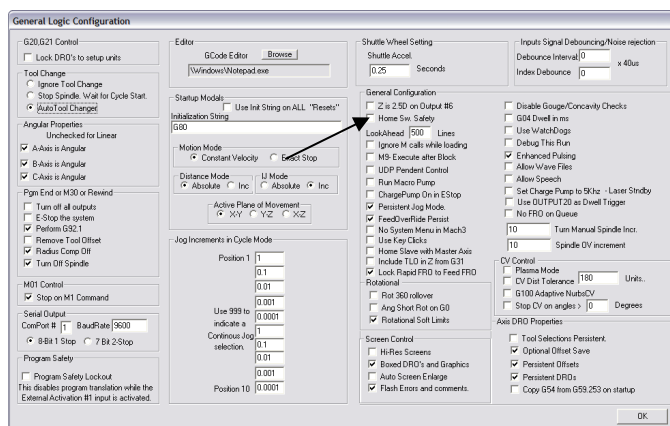 General Logic Configuration
G20,G21 Control
Lock DRO's to setup units
Tool Change
Ignore Tool Change
Stop Spindle. Wait for Cycle Start.
Auto Tool Changer
Angular Properties
Unchecked for Linear
A-Axis is Angular
B-Axis is Angular
C-Axis is Angular
Pgm End or M30 or Rewind
Turn off all outputs
E-Stop the system
Perform G92.1
Remove Tool Offset
Radius Comp Off
Turn Off Spindle
M01 Control
Stop on M1 Command
Serial Output
ComPort # 1 BaudRate 9600
8-Bit 1 Stop 7 Bit 2-Stop
Program Safety
Program Safety Lockout
This disables program translation while the
External Activation #1 input is activated.
Editor
GCode Editor Browse
\Windows\Notepad.exe
Startup Modals
Use Init String on ALL "Resets"
Initialization String
G80
Motion Mode
Constant Velocity Exact Stop
Distance Mode
Absolute Inc
IJ Mode
Absolute Inc
Active Plane of Movement
X-Y Y-Z X-Z
Jog Increments in Cycle Mode
Position 1 1
0.1
0.01
0.001
Use 999 to 0.0001
indicate a
Continous Jog 1
selection. 0.1
0.01
0.001
Position 10 0.0001
Shuttle Wheel Setting
Shuttle Accel.
0.25 Seconds
Inputs Signal Debouncing/Noise rejection
Debounce Interval: 0
x 40us
Index Debounce 0
General Configuration
Z is 2.5D on Output #6
Home Sw. Safety
LookAhead 500 Lines
Ignore M calls while loading
M9- Execute after Block
UDP Pendent Control
Run Macro Pump
ChargePump On in EStop
Persistent Jog Mode.
FeedOverRide Persist
No System Menu in Mach3
Use Key Clicks
Home Slave with Master Axis
Include TLO in Z from G31
Lock Rapid FRO to Feed FRO
Disable Gouge/Concavity Checks
G04 Dwell in ms
Use WatchDogs
Debug This Run
Enhanced Pulsing
Allow Wave Files
Allow Speech
Set Charge Pump to 5Khz - Laser Stndby
Use OUTPUT20 as Dwell Trigger
No FRO on Queue
10 Turn Manual Spindle Incr.
10 Spindle OV increment
Rotational
Rot 360 rollover
Ang Short Rot on G0
Rotational Soft Limits
Screen Control
Hi-Res Screens
Boxed DRO's and Graphics
Auto Screen Enlarge
Flash Errors and comments.
CV Control
Plasma Mode
CV Dist Tolerance 180 Units..
G100 Adaptive NurbsCV
Stop CV on angles > 0 Degrees
Axis DRO Properties
Tool Selections Persistent.
Optional Offset Save
Persistent Offsets
Persistent DROs
Copy G54 from G59.253 on startup
OK